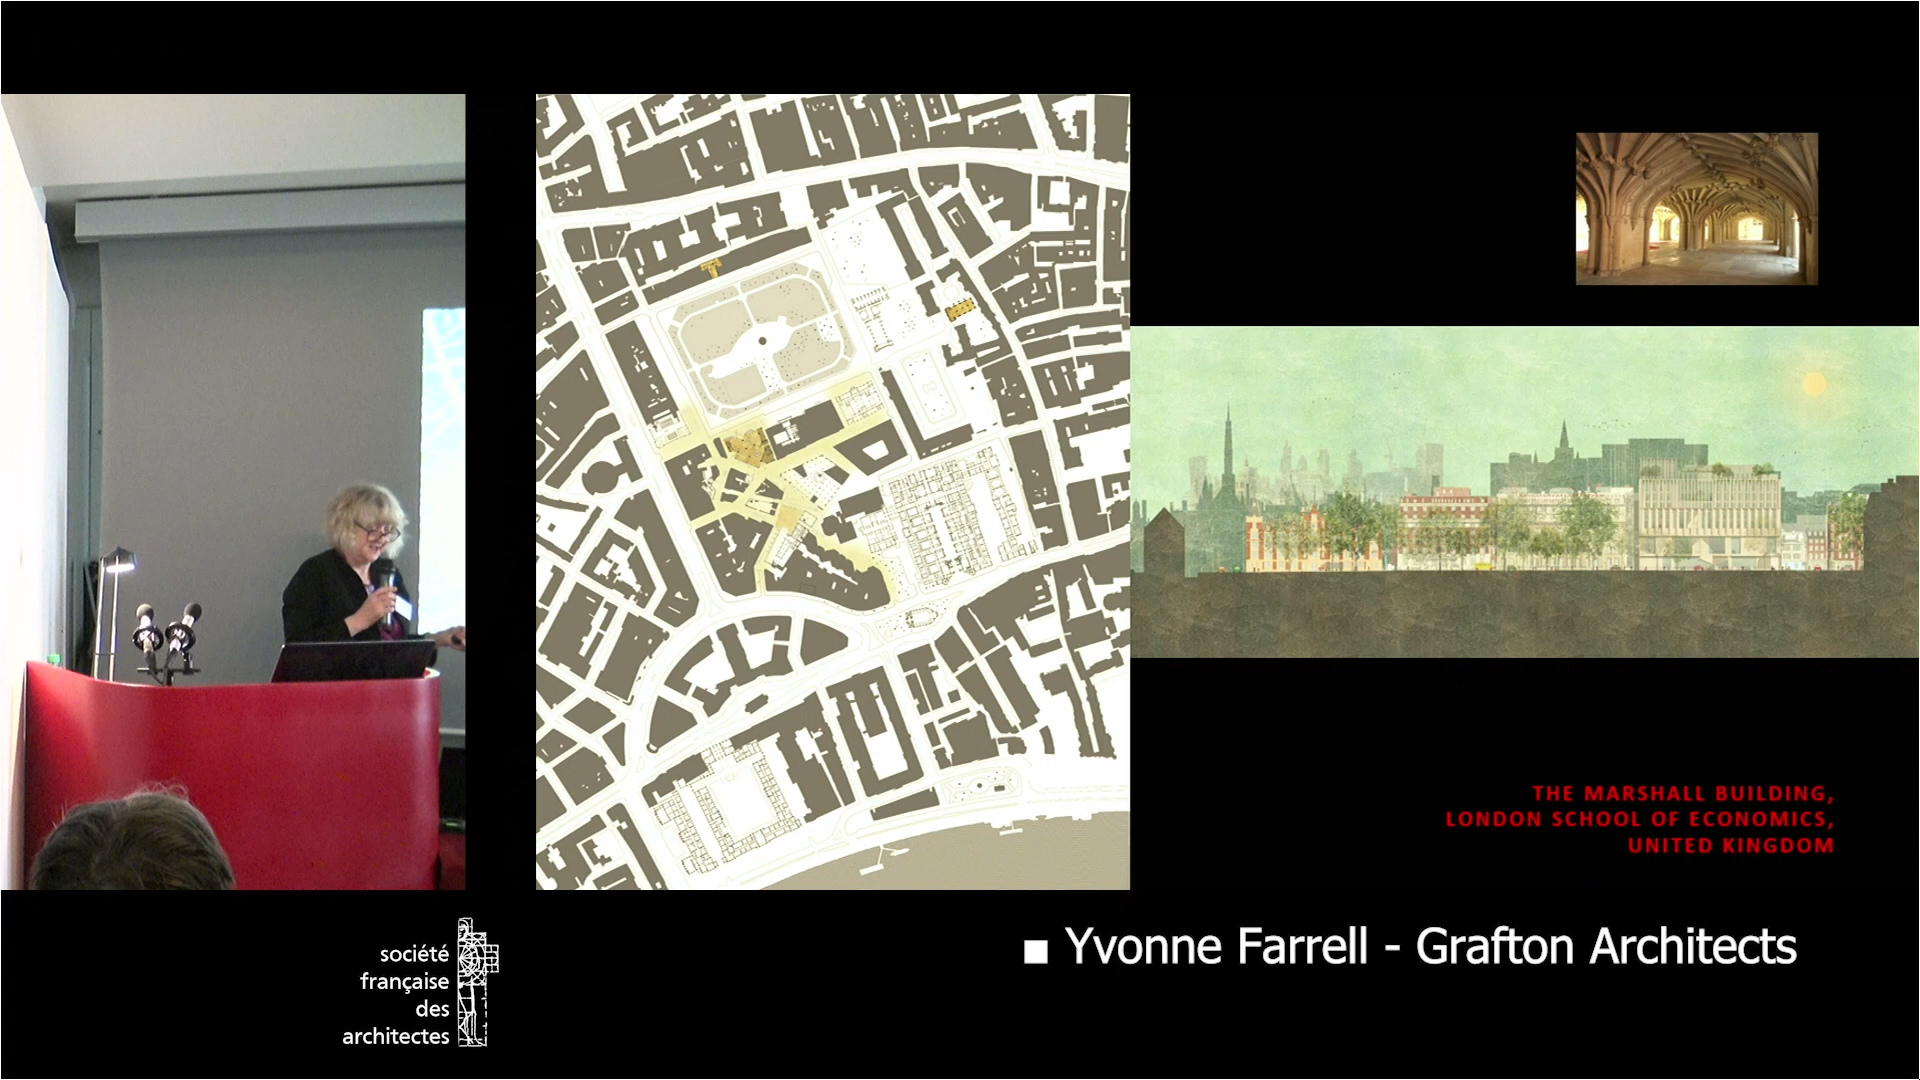 THE MARSHALL BUILDING,
LONDON SCHOOL OF ECONOMICS,
UNITED KINGDOM
Yvonne Farrell - Grafton Architects
société
française
des
architectes